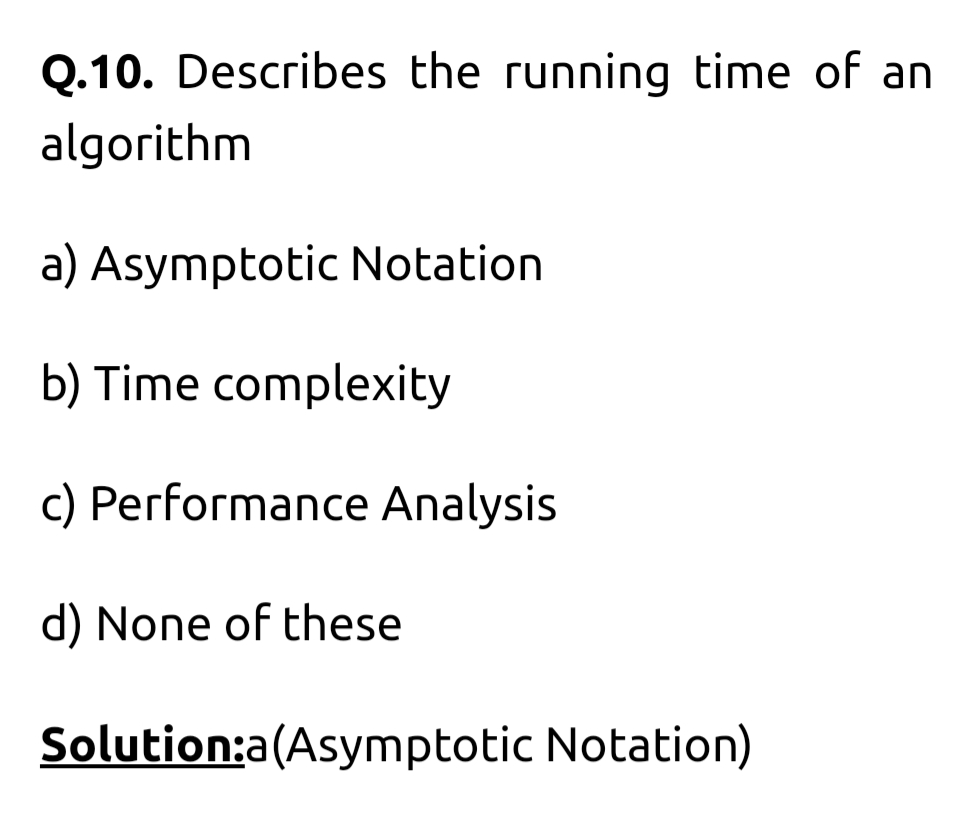 Q.10. Describes the running time of an
algorithm
a) Asymptotic Notation
b) Time complexity
c) Performance Analysis
d) None of these
Solution:a(Asymptotic Notation)